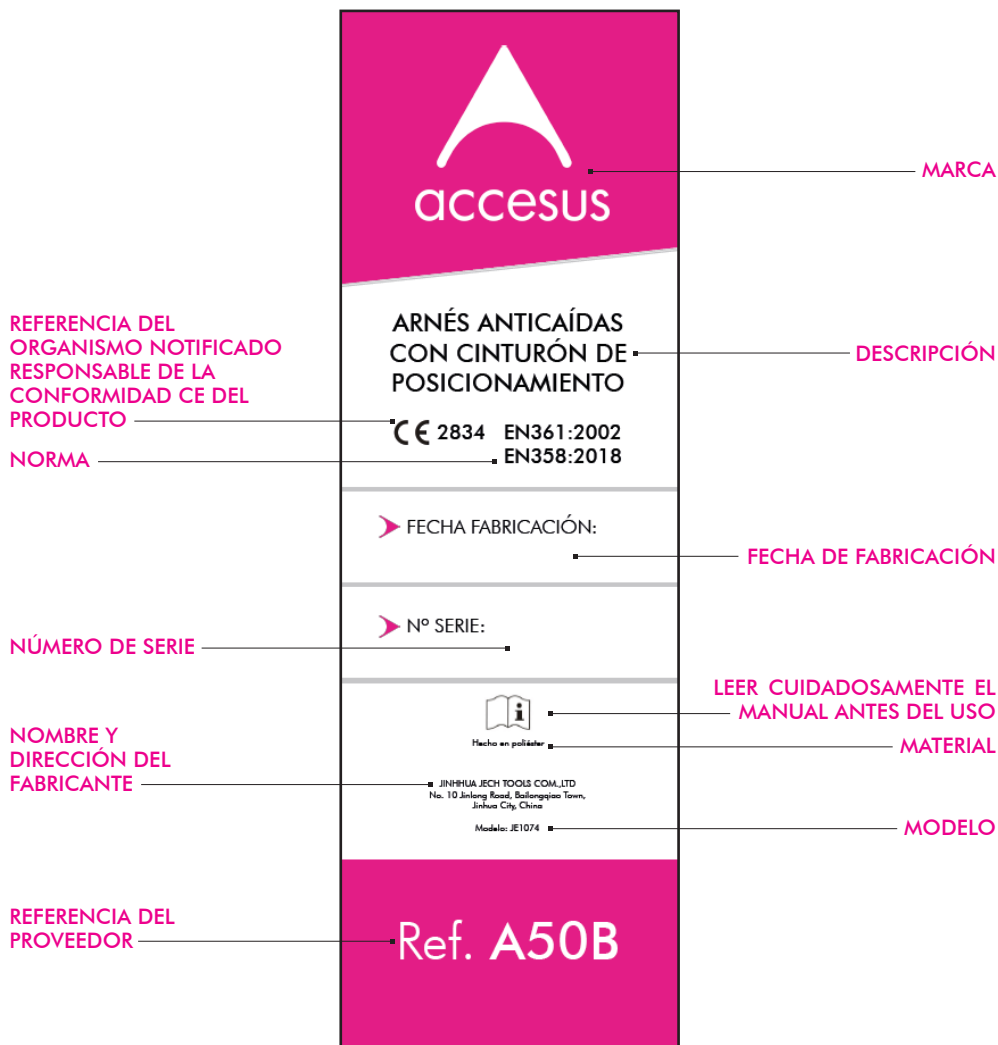 accesus
MARCA
ARNÉS ANTICAÍDAS
CON CINTURÓN DE
POSICIONAMIENTO
DESCRIPCIÓN
REFERENCIA DEL
ORGANISMO NOTIFICADO
RESPONSABLE DE LA
CONFORMIDAD CE DEL
PRODUCTO
CE 2834 EN361:2002
EN358:2018
NORMA
FECHA FABRICACIÓN:
FECHA DE FABRICACIÓN
Nº SERIE:
NÚMERO DE SERIE
i
LEER CUIDADOSAMENTE EL
MANUAL ANTES DEL USO
Hecho en poliéster
MATERIAL
NOMBRE Y
DIRECCIÓN DEL
FABRICANTE
JINHHUA JECH TOOLS COM.,LTD
No. 10 Jinlong Road, Bailongqiao Town,
Jinhua City, China
Modelo: JE1074
MODELO
REFERENCIA DEL
PROVEEDOR
Ref. A50B